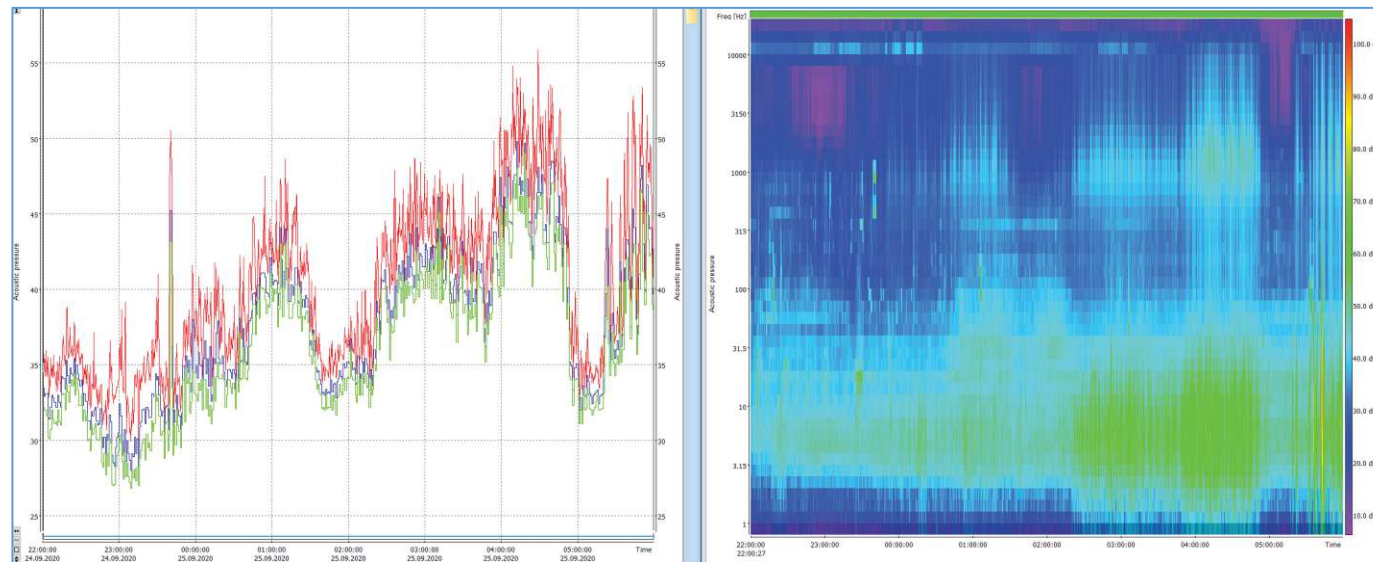 55
50
45
40
35
30
25
Acoustic pressure
55
50
45
40
35
30
25
Acoustic pressure
22:00:00 23:00:00 00:00:00 01:00:00 02:00:00 03:00:00 04:00:00 05:00:00 Time
24.09.2020 24.09.2020 25.09.2020 25.09.2020 25.09.2020 25.09.2020 25.09.2020 25.09.2020
Freq [Hz]
10000
3150
1000
315
100
31.5
10
3.15
1
Acoustic pressure
22:00:00 23:00:00 00:00:00 01:00:00 02:00:00 03:00:00 04:00:00 05:00:00 Time
22:00:27
100.0 d
90.0 d
80.0 d
70.0 d
60.0 d
50.0 d
40.0 d
20.0 d
20.0 d
10.0 d